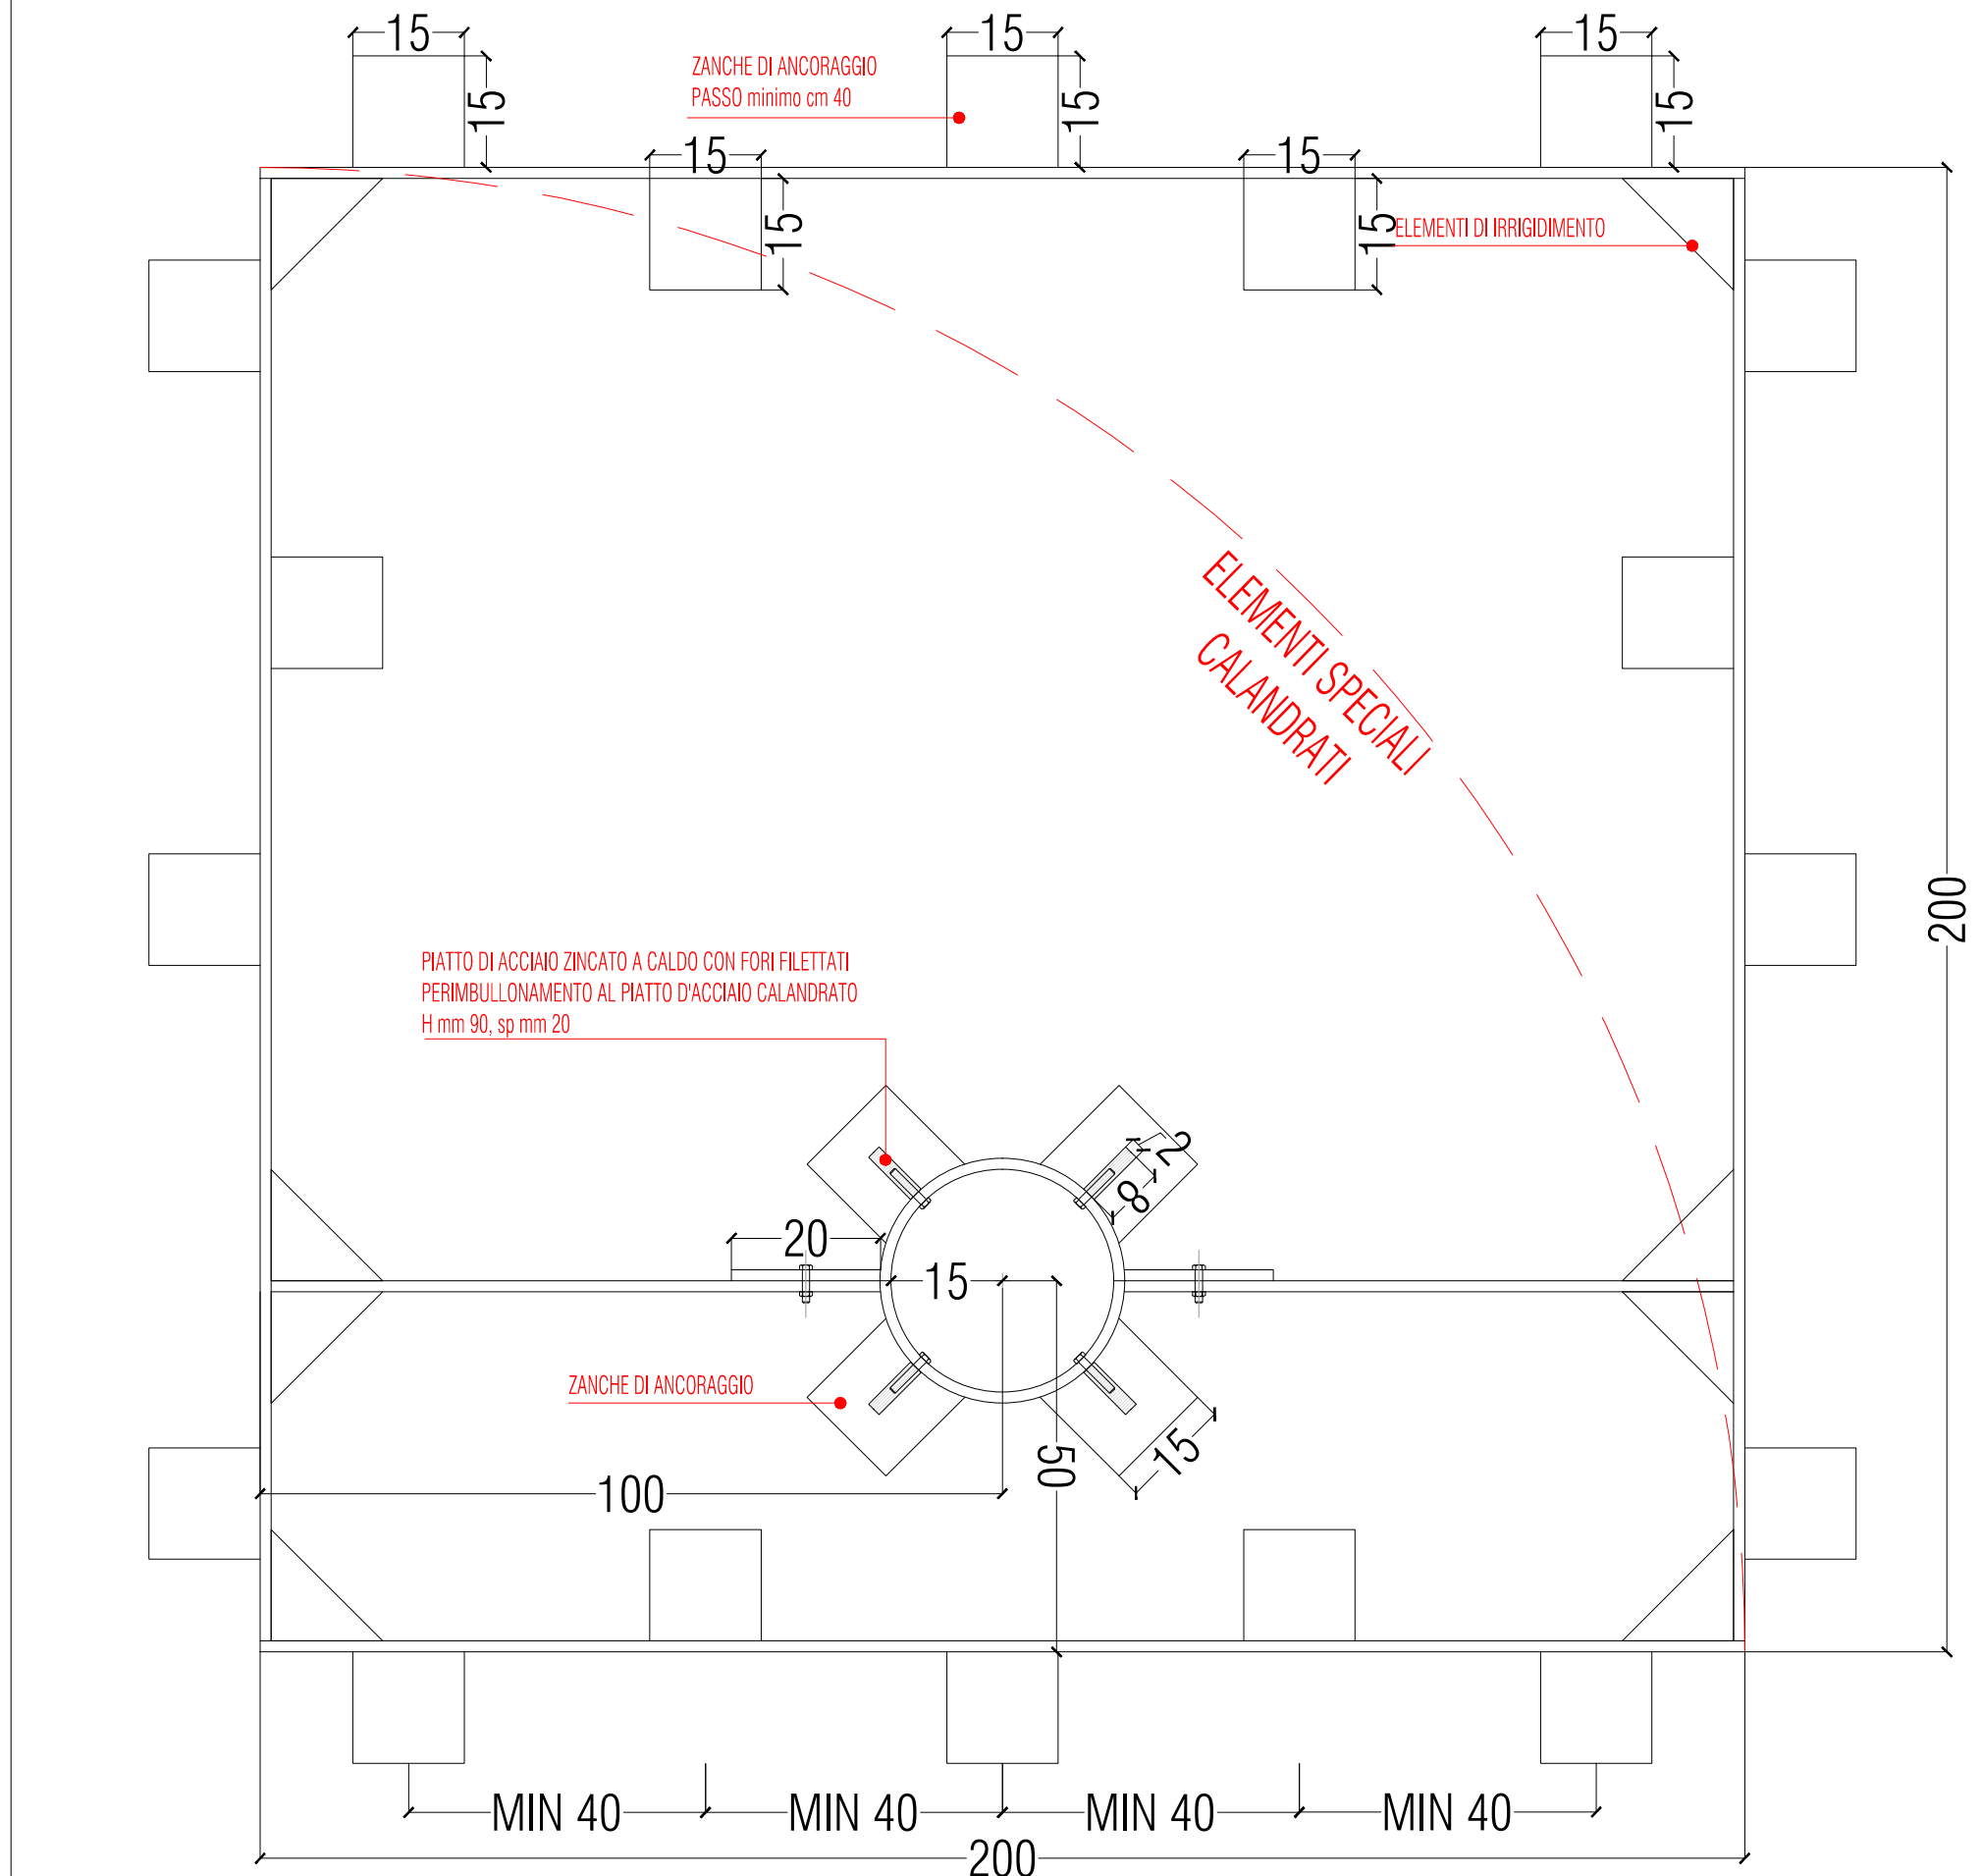 15
15
15
ZANCHE DI ANCORAGGIO
PASSO minimo cm 40
15
15
15
15
15
15
15
ELEMENTI DI IRRIGIDIMENTO
ELEMENTI SPECIALI
CALANDRATI
200
PIATTO DI ACCIAIO ZINCATO A CALDO CON FORI FILETTATI
PERIMBULLONAMENTO AL PIATTO D'ACCIAIO CALANDRATO
H mm 90, sp mm 20
2
8
20
15
ZANCHE DI ANCORAGGIO
50
15
100
MIN 40
MIN 40
MIN 40
MIN 40
200